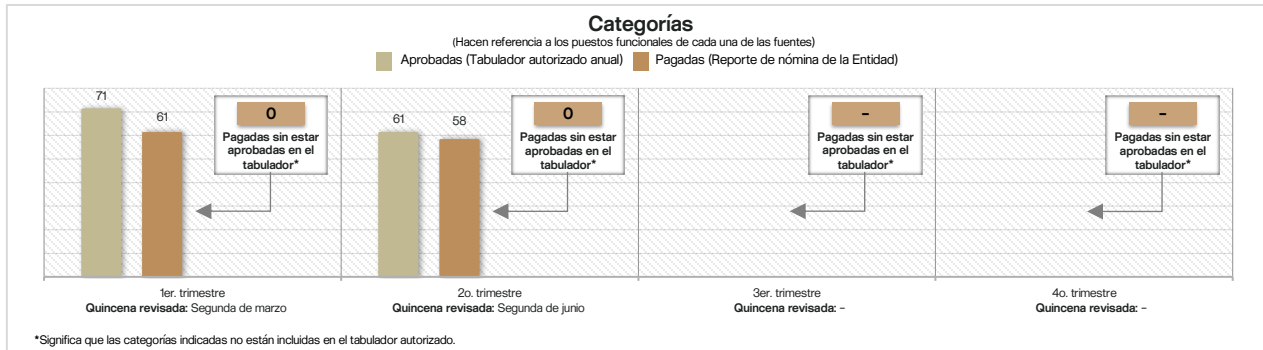 Categorías
(Hacen referencia a los puestos funcionales de cada una de las fuentes)
Aprobadas (Tabulador autorizado anual) Pagadas (Reporte de nómina de la Entidad)
71
61
0
Pagadas sin estar
aprobadas en el
tabulador*
61
58
0
Pagadas sin estar
aprobadas en el
tabulador*
–
Pagadas sin estar
aprobadas en el
tabulador*
–
Pagadas sin estar
aprobadas en el
tabulador*
1er. trimestre
Quincena revisada: Segunda de marzo
2o. trimestre
Quincena revisada: Segunda de junio
3er. trimestre
Quincena revisada: –
4o. trimestre
Quincena revisada: –
*Significa que las categorías indicadas no están incluidas en el tabulador autorizado.